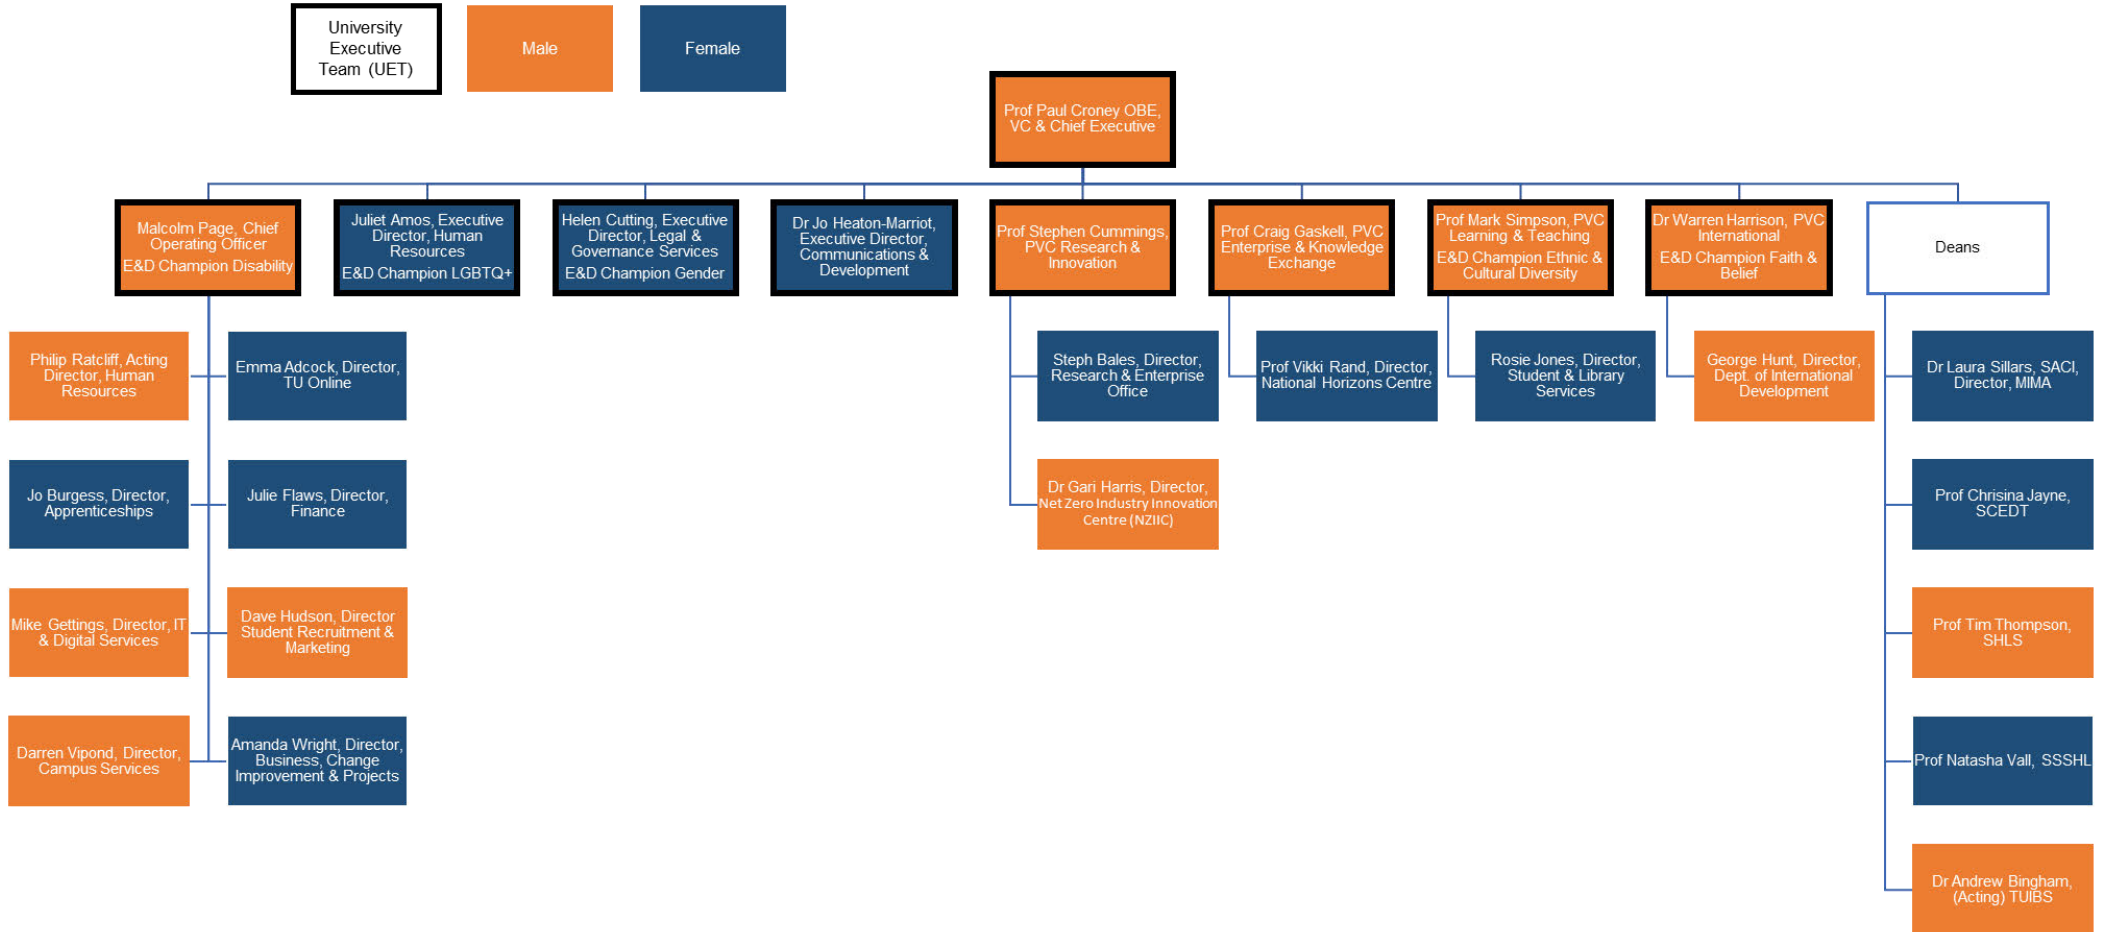 University
Executive
Team (UET)
Male
Female
Prof Paul Croney OBE,
VC & Chief Executive
Malcolm Page, Chief
Operating Officer
E&D Champion Disability
Juliet Amos, Executive
Director, Human
Resources
E&D Champion LGBTQ+
Helen Cutting, Executive
Director, Legal &
Governance Services
E&D Champion Gender
Dr Jo Heaton-Marriot,
Executive Director,
Communications &
Development
Prof Stephen Cummings,
PVC Research &
Innovation
Prof Craig Gaskell, PVC
Enterprise & Knowledge
Exchange
Prof Mark Simpson, PVC
Learning & Teaching
E&D Champion Ethnic &
Cultural Diversity
Dr Warren Harrison, PVC
International
E&D Champion Faith &
Belief
Deans
Philip Ratcliff, Acting
Director, Human
Resources
Emma Adcock, Director,
TU Online
Steph Bales, Director,
Research & Enterprise
Office
Prof Vikki Rand, Director,
National Horizons Centre
Rosie Jones, Director,
Student & Library
Services
George Hunt, Director,
Dept. of International
Development
Dr Laura Sillars, SACI,
Director, MIMA
Jo Burgess, Director,
Apprenticeships
Julie Flaws, Director,
Finance
Dr Gari Harris, Director,
Net Zero Industry Innovation
Centre (NZIIC)
Prof Chrisina Jayne,
SCEDT
Mike Gettings, Director, IT
& Digital Services
Dave Hudson, Director
Student Recruitment &
Marketing
Prof Tim Thompson,
SHLS
Darren Vipond, Director,
Campus Services
Amanda Wright, Director,
Business, Change
Improvement & Projects
Prof Natasha Vall, SSSHL
Dr Andrew Bingham,
(Acting) TUIBS